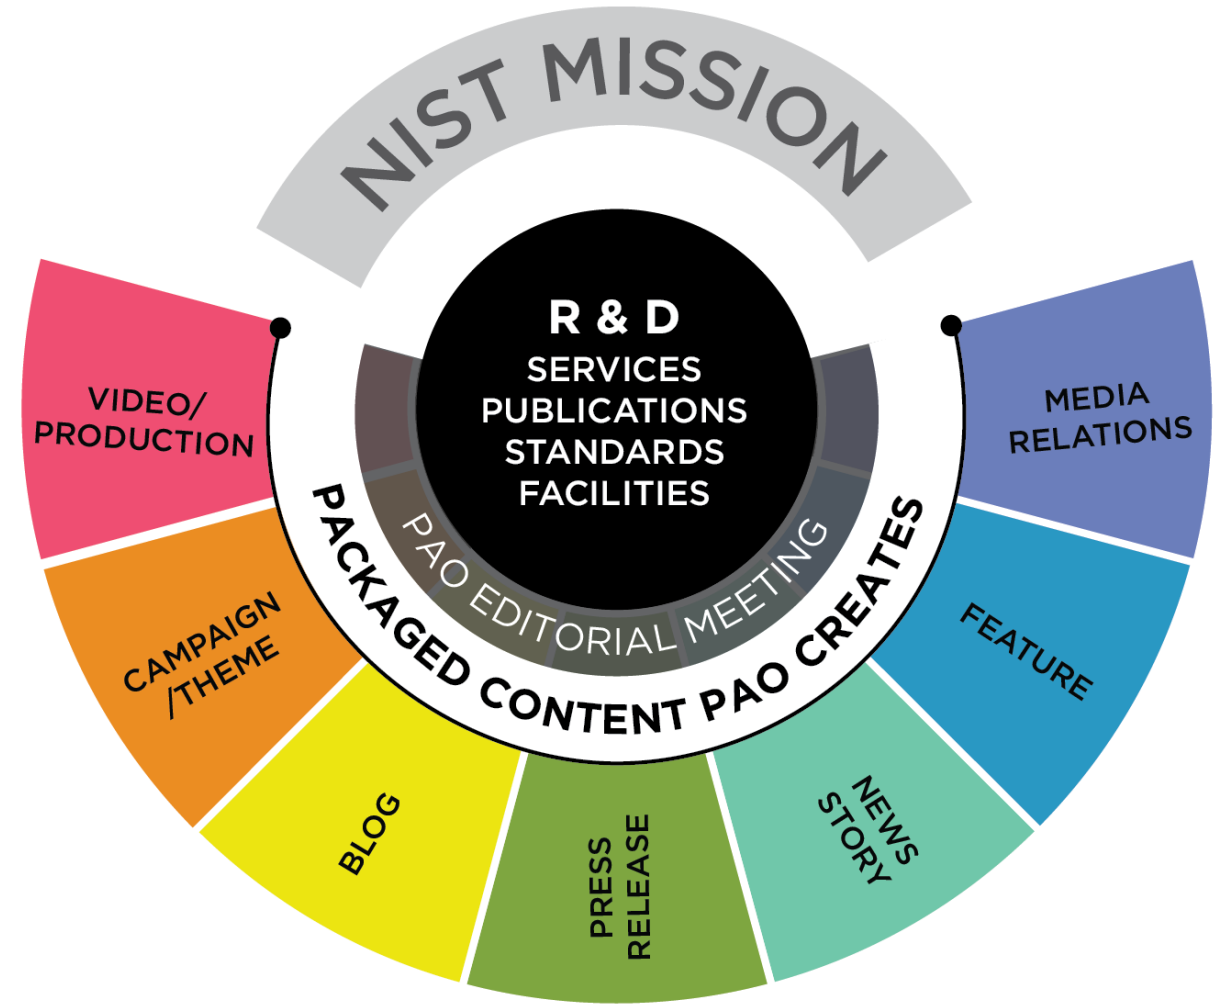 NIST MISSION
R & D
SERVICES
PUBLICATIONS
STANDARDS
FACILITIES
PAO EDITORIAL MEETING
PACKAGED CONTENT PAO CREATES
VIDEO/
PRODUCTION
CAMPAIGN
/THEME
BLOG
PRESS
RELEASE
NEWS
STORY
FEATURE
MEDIA
RELATIONS